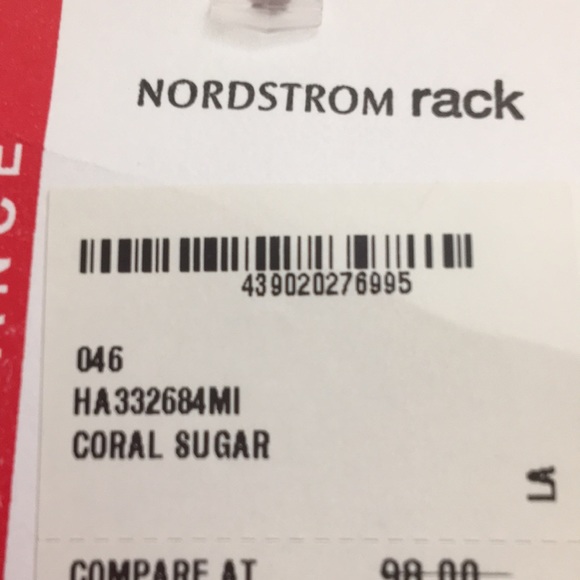 NORDSTROM rack
439020276995
046
HA332684MI
CORAL SUGAR
LA
COMPARE AT 98.00